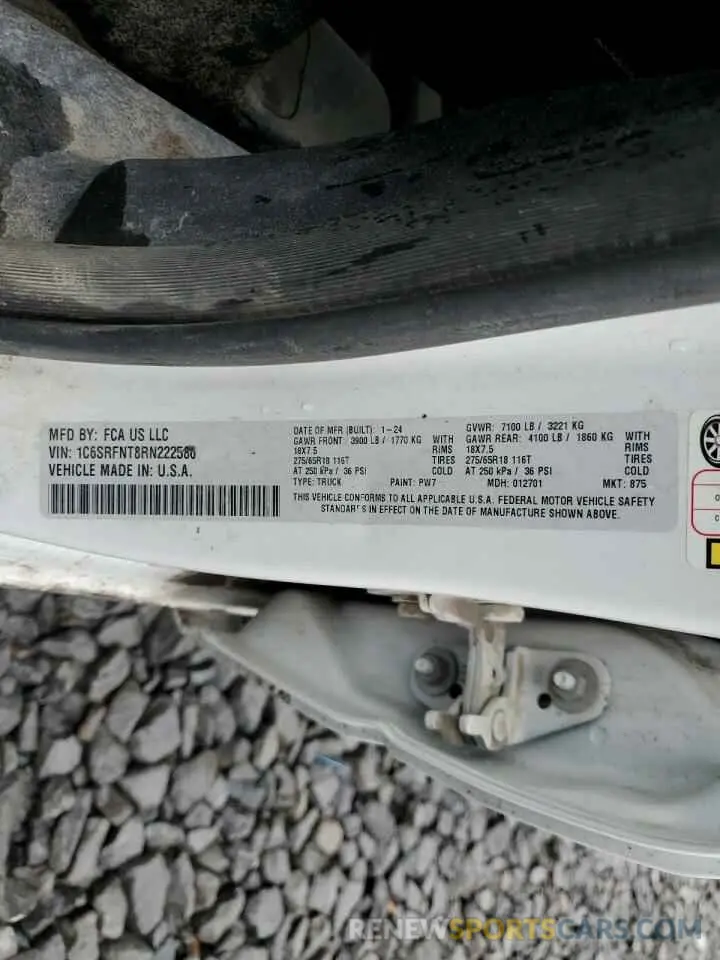 MFD BY: FCA US LLC
VIN: 1C6SRFNT8RN222580
VEHICLE MADE IN: U.S.A.
DATE OF MFR (BUILT): 1-24
GAWR FRONT: 3900 LB / 1770 KG WITH
18X7.5 RIMS
275/65R18 116T TIRES
AT 250 kPa / 36 PSI COLD
TYPE: TRUCK PAINT: PW7
GVWR: 7100 LB / 3221 KG
GAWR REAR: 4100 LB / 1860 KG WITH
18X7.5 RIMS
275/65R18 116T TIRES
AT 250 kPa / 36 PSI COLD
MDH: 012701 MKT: 875
THIS VEHICLE CONFORMS TO ALL APPLICABLE U.S.A. FEDERAL MOTOR VEHICLE SAFETY
IN EFFECT ON THE DATE OF MANUFACTURE SHOWN ABOVE.
RENEWSPORTSCARS.COM